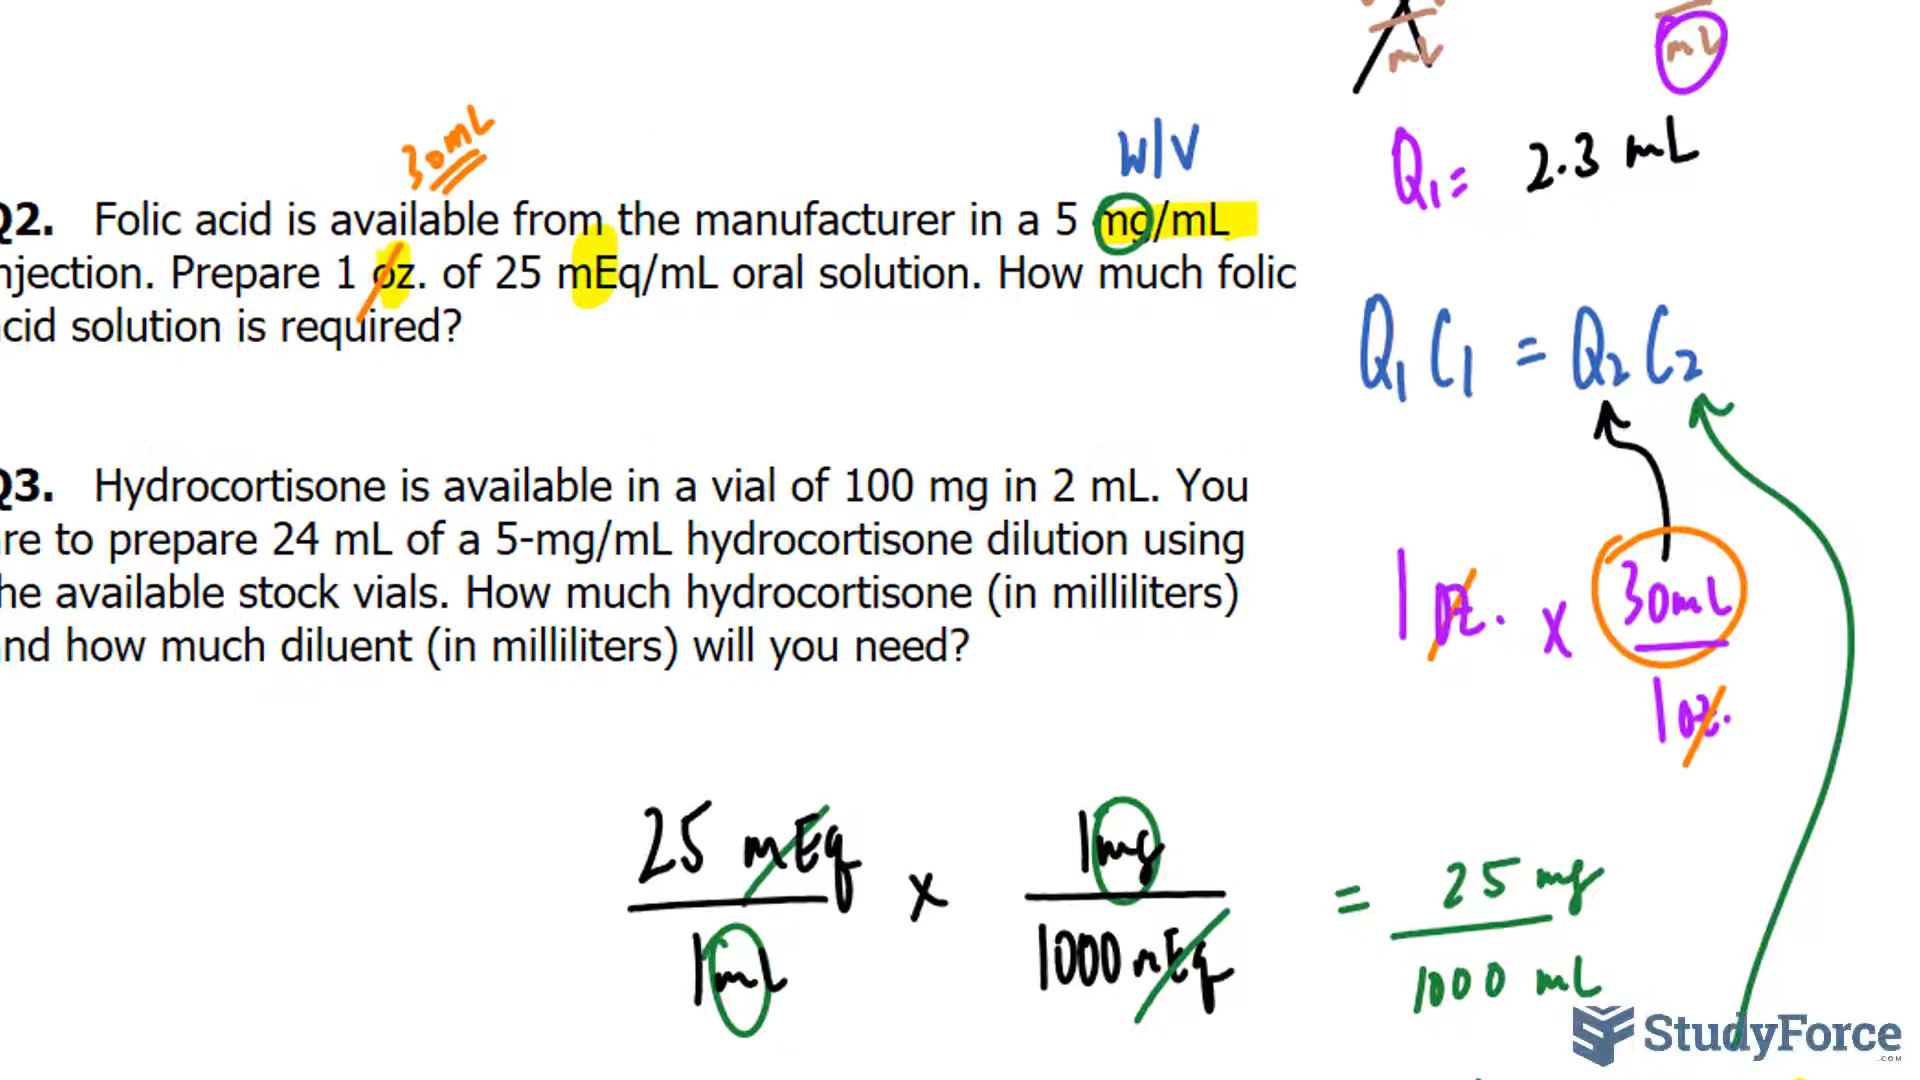 mL
mL
30mL
W/V
Q1 = 2.3 mL
Q2. Folic acid is available from the manufacturer in a 5 mg/mL
njection. Prepare 1 oz. of 25 mEq/mL oral solution. How much folic
cid solution is required?
Q1 C1 = Q2 C2
Q3. Hydrocortisone is available in a vial of 100 mg in 2 mL. You
re to prepare 24 mL of a 5-mg/mL hydrocortisone dilution using
he available stock vials. How much hydrocortisone (in milliliters)
nd how much diluent (in milliliters) will you need?
1 oz. x 30mL
1 oz.
25 mEq x 1mg = 25 mg
1mL 1000 mEq 1000 mL
StudyForce
.COM